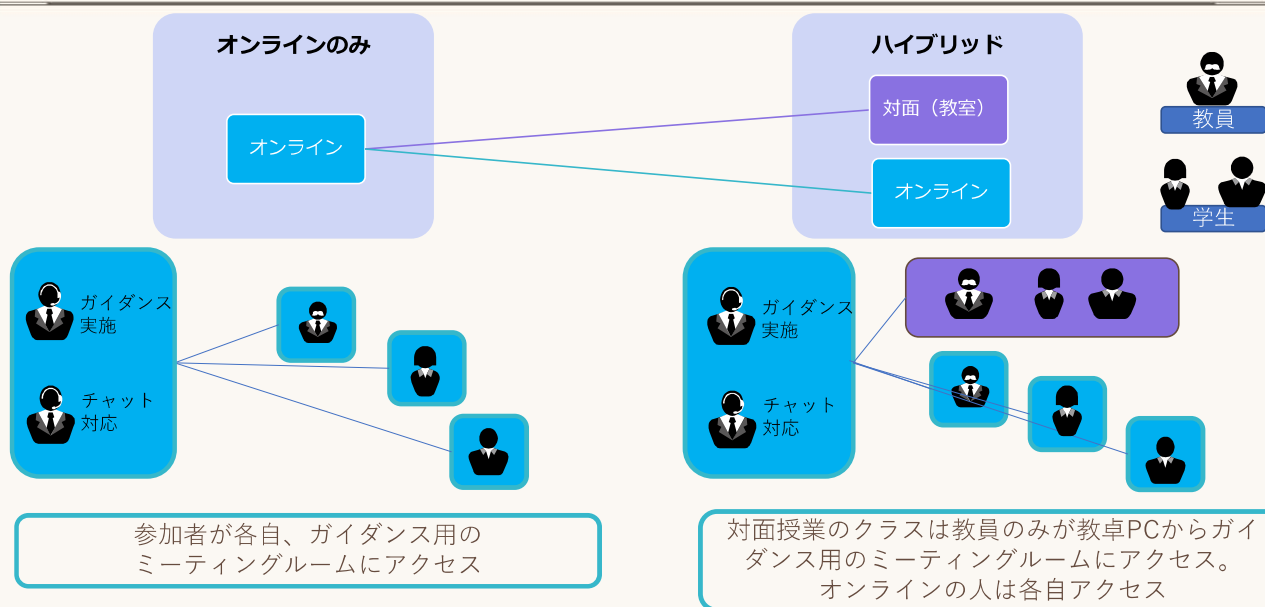 オンラインのみ
オンライン
ハイブリッド
対面（教室）
オンライン
教員
学生
ガイダンス
実施
チャット
対応
ガイダンス
実施
チャット
対応
参加者が各自、ガイダンス用の
ミーティングルームにアクセス
対面授業のクラスは教員のみが教卓PCからガイ
ダンス用のミーティングルームにアクセス。
オンラインの人は各自アクセス